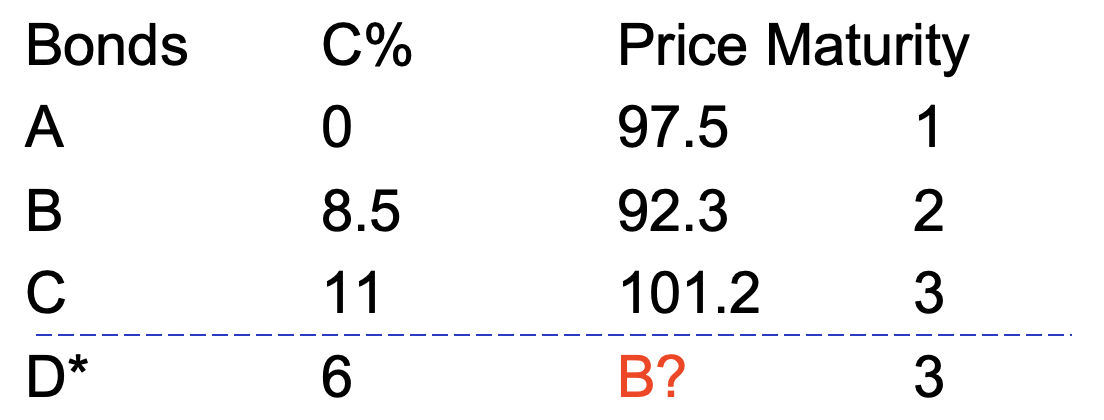 Bonds C% Price Maturity
A 0 97.5 1
B 8.5 92.3 2
C 11 101.2 3
D* 6 B? 3